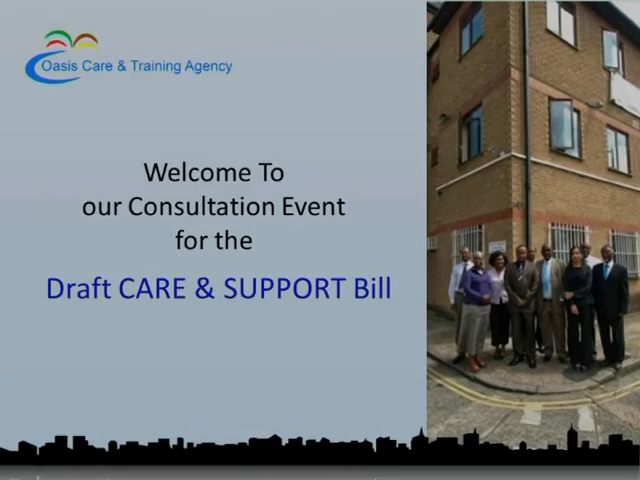 Oasis Care & Training Agency
Welcome To
our Consultation Event
for the
Draft CARE & SUPPORT Bill